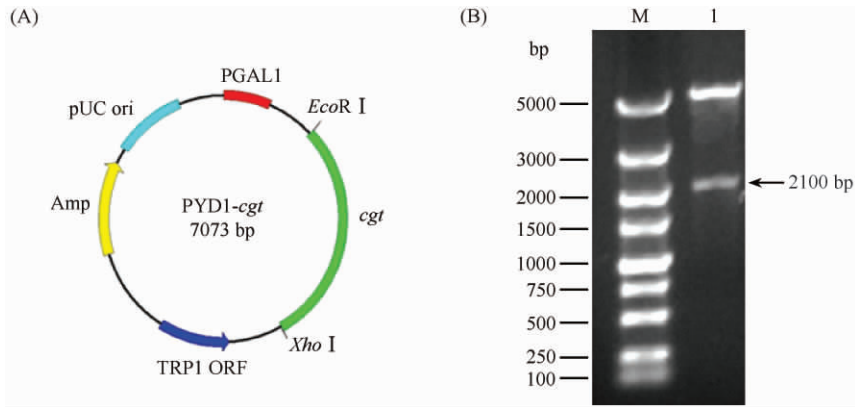 (A)
PGAL1
EcoR I
pUC ori
Amp
PYD1-cgt
7073 bp
cgt
Xho I
TRP1 ORF
(B)
M 1
bp
5000
3000
2100 bp
2000
1500
1000
750
500
250
100